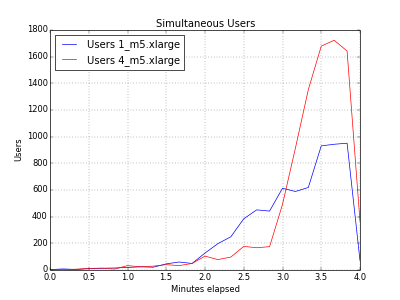 Simultaneous Users
Users 1_m5.xlarge
Users 4_m5.xlarge
1800
1600
1400
1200
1000
800
600
400
200
0
Users
0.0 0.5 1.0 1.5 2.0 2.5 3.0 3.5 4.0
Minutes elapsed